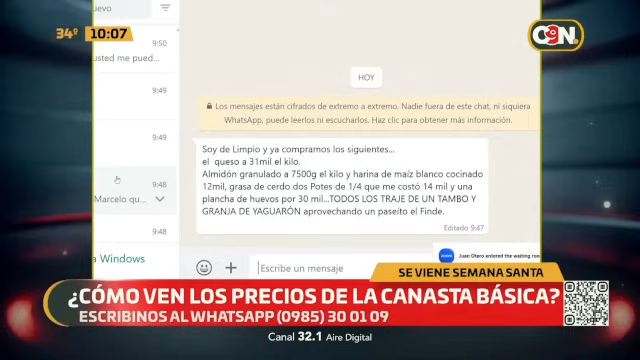 uevo
34º 10:07
C9N
9:50
usted me pued...
9:49
9:49
9:48
Marcelo qu...
9:48
a Windows
HOY
Los mensajes están cifrados de extremo a extremo. Nadie fuera de este chat, ni siquiera
WhatsApp, puede leerlos ni escucharlos. Haz clic para obtener más información.
Soy de Limpio y ya compramos los siguientes...
el queso a 31mil el kilo.
Almidón granulado a 7500g el kilo y harina de maíz blanco cocinado
12mil, grasa de cerdo dos Potes de 1/4 que me costó 14 mil y una
plancha de huevos por 30 mil...TODOS LOS TRAJE DE UN TAMBO Y
GRANJA DE YAGUARÓN aprovechando un paseito el Finde.
Editado 9:47
zoom Juan Otero entered the waiting roo
Escribe un mensaje
SE VIENE SEMANA SANTA
¿CÓMO VEN LOS PRECIOS DE LA CANASTA BÁSICA?
ESCRIBINOS AL WHATSAPP (0985) 30 01 09
Canal 32.1 Aire Digital